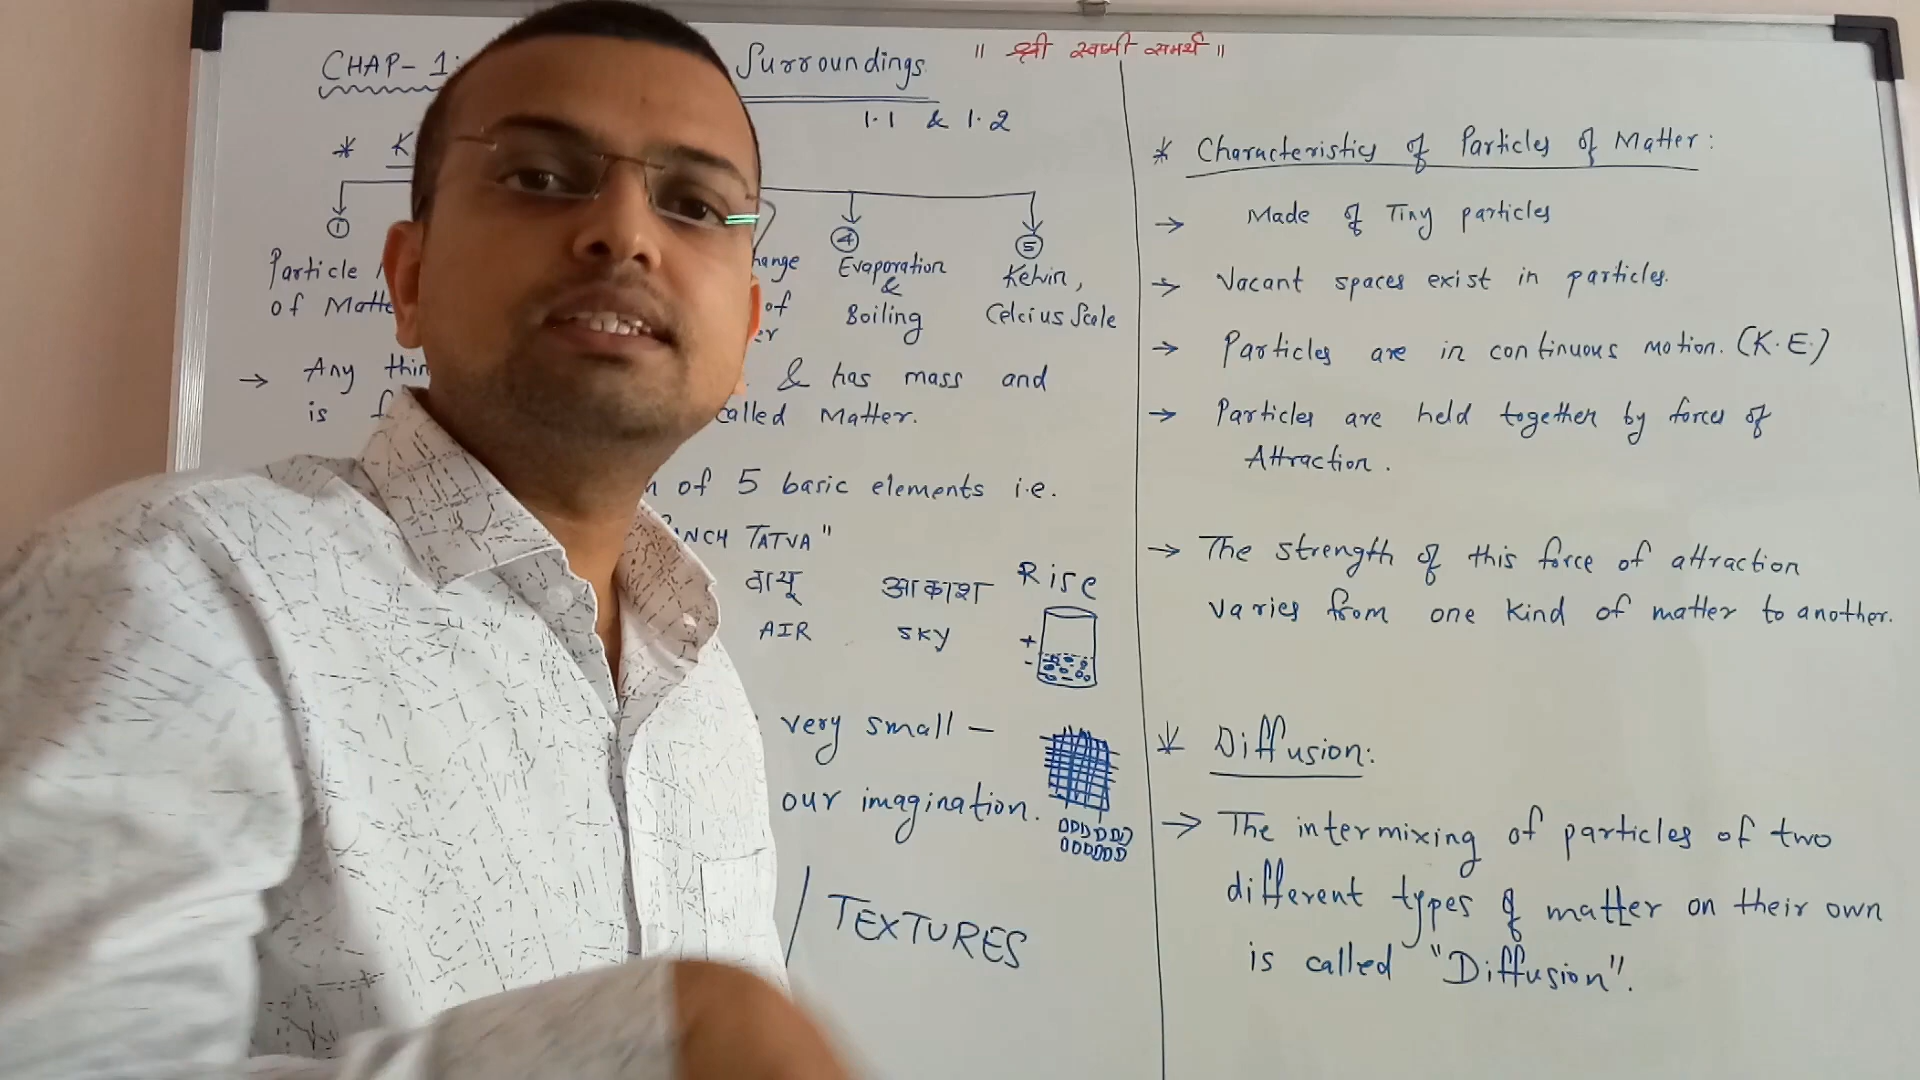 CHAP-1: Surroundings
॥ श्री स्वामी समर्थ ॥
1.1 & 1.2
* K
① ④ ⑤
Particle
of Matte
hange
of
er
Evaporation
&
Boiling
Kelvin,
Celcius Scale
→ Any thin & has mass and
is called Matter.
of 5 basic elements i.e.
NCH TATVA"
वायू आकाश
AIR SKY
Rise
+
-
very small —
our imagination.
TEXTURES
* Characteristics of Particles of Matter:
→ Made of Tiny particles
→ Vacant spaces exist in particles.
→ Particles are in continuous motion. (K.E.)
→ Particles are held together by forces of
Attraction.
→ The strength of this force of attraction
varies from one kind of matter to another.
* Diffusion:
→ The intermixing of particles of two
different types of matter on their own
is called "Diffusion".